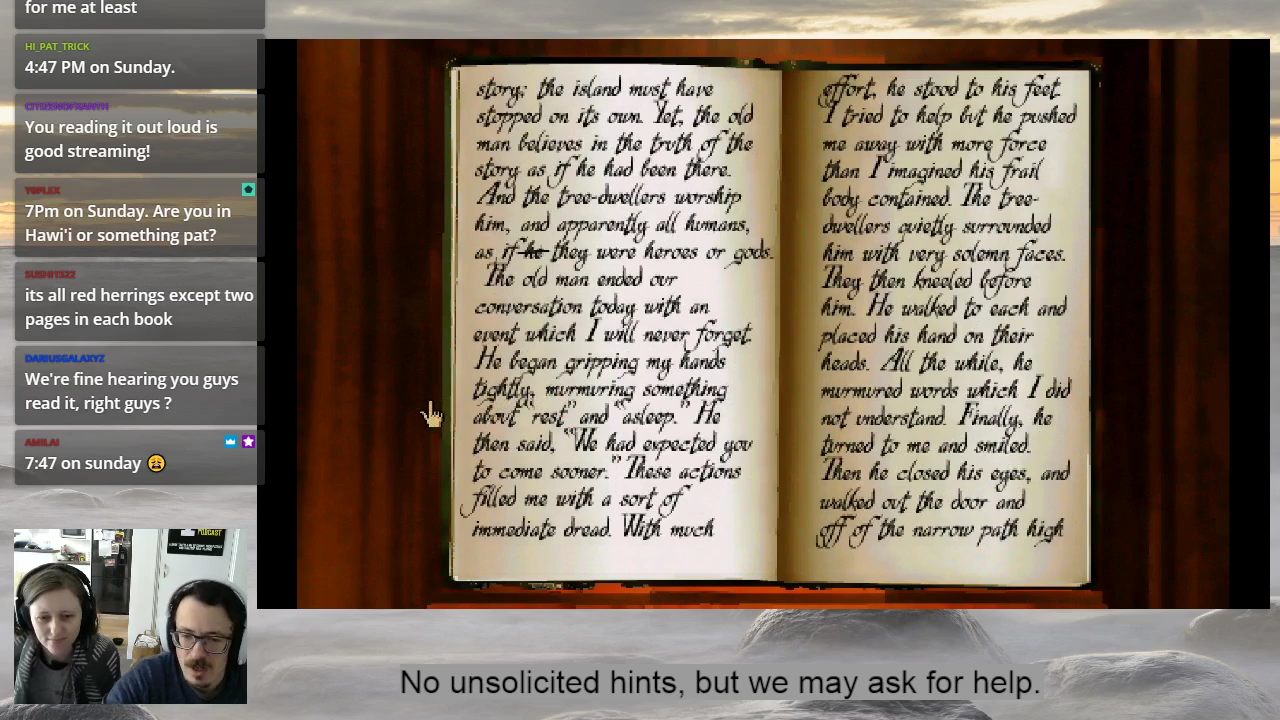 for me at least
HI_PAT_TRICK
4:47 PM on Sunday.
You reading it out loud is
good streaming!
TOPLEX
7Pm on Sunday. Are you in
Hawi'i or something pat?
SUSHI1522
its all red herrings except two
pages in each book
DARIUSGALAXYZ
We're fine hearing you guys
read it, right guys ?
AMILAI
7:47 on sunday
PODCAST
story; the island must have
stopped on its own. Yet, the old
man believes in the truth of the
story as if he had been there.
And the tree-dwellers worship
him, and apparently all humans,
as if he they were heroes or gods.
The old man ended our
conversation today with an
event which I will never forget.
He began gripping my hands
tightly, murmuring something
about "rest" and "asleep." He
then said, "We had expected you
to come sooner." These actions
filled me with a sort of
immediate dread. With much
effort, he stood to his feet.
I tried to help but he pushed
me away with more force
than I imagined his frail
body contained. The tree-
dwellers quietly surrounded
him with very solemn faces.
They then kneeled before
him. He walked to each and
placed his hand on their
heads. All the while, he
murmured words which I did
not understand. Finally, he
turned to me and smiled.
Then he closed his eyes, and
walked out the door and
off of the narrow path high
No unsolicited hints, but we may ask for help.